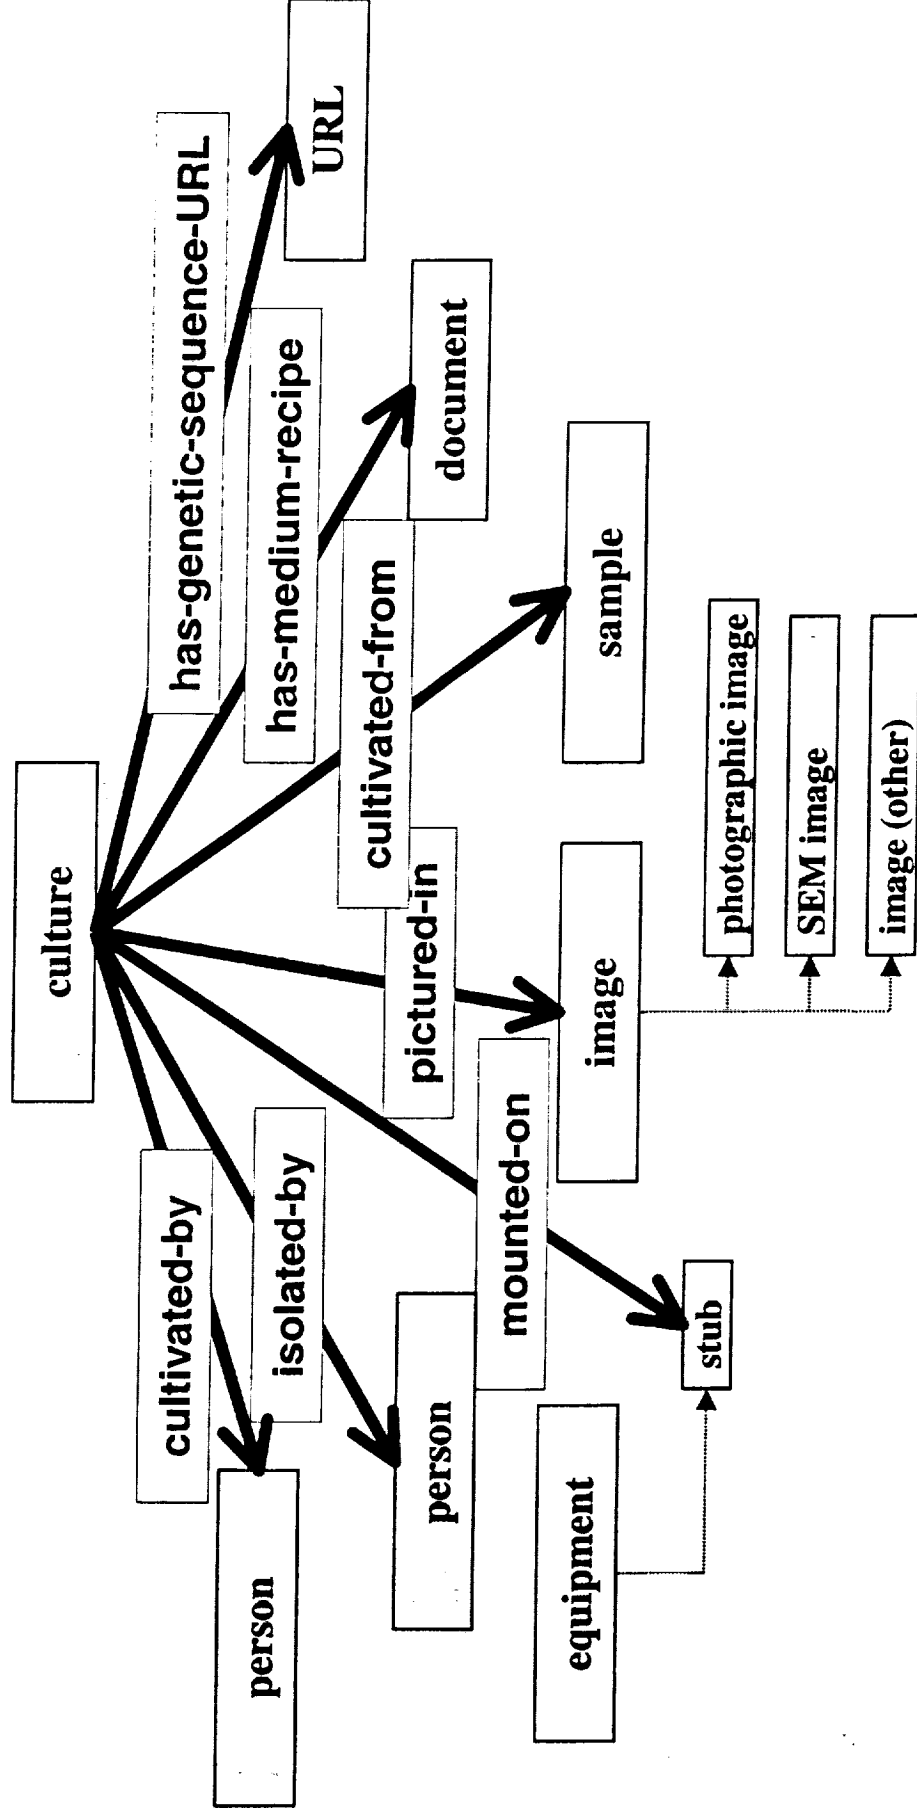 culture
has-genetic-sequence-URL
cultivated-by
has-medium-recipe
isolated-by
URL
person
cultivated-from
pictured-in
document
person
mounted-on
sample
image
equipment
stub
photographic image
SEM image
image (other)